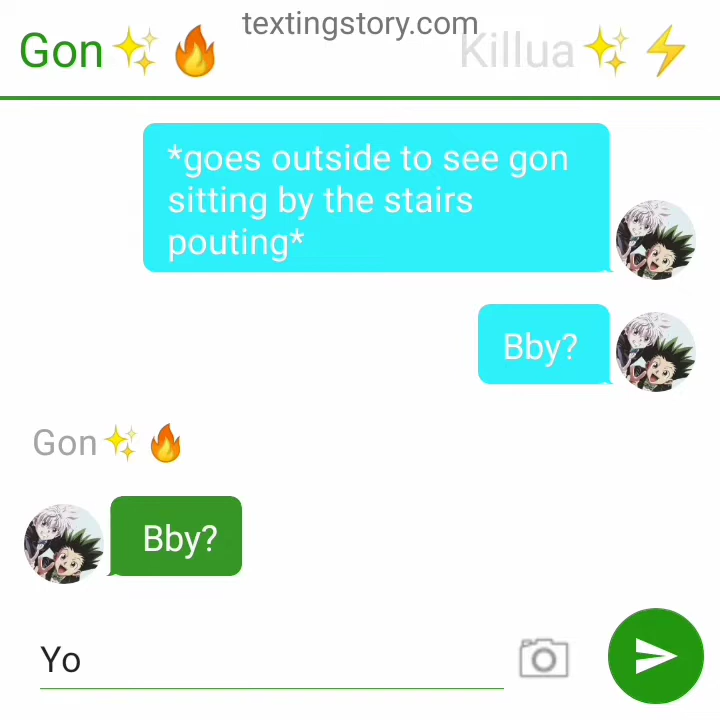 textingstory.com
Gon✨🔥 Killua✨⚡
*goes outside to see gon
sitting by the stairs
pouting*
Bby?
Gon✨🔥
Bby?
Yo